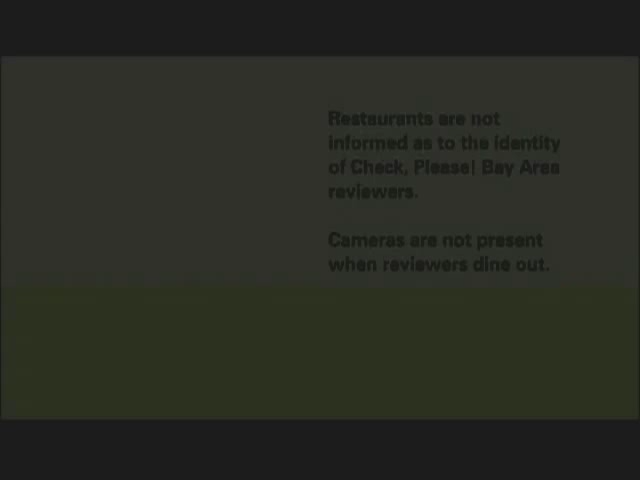 Restaurants are not
informed as to the identity
of Check, Please! Bay Area
reviewers.
Cameras are not present
when reviewers dine out.